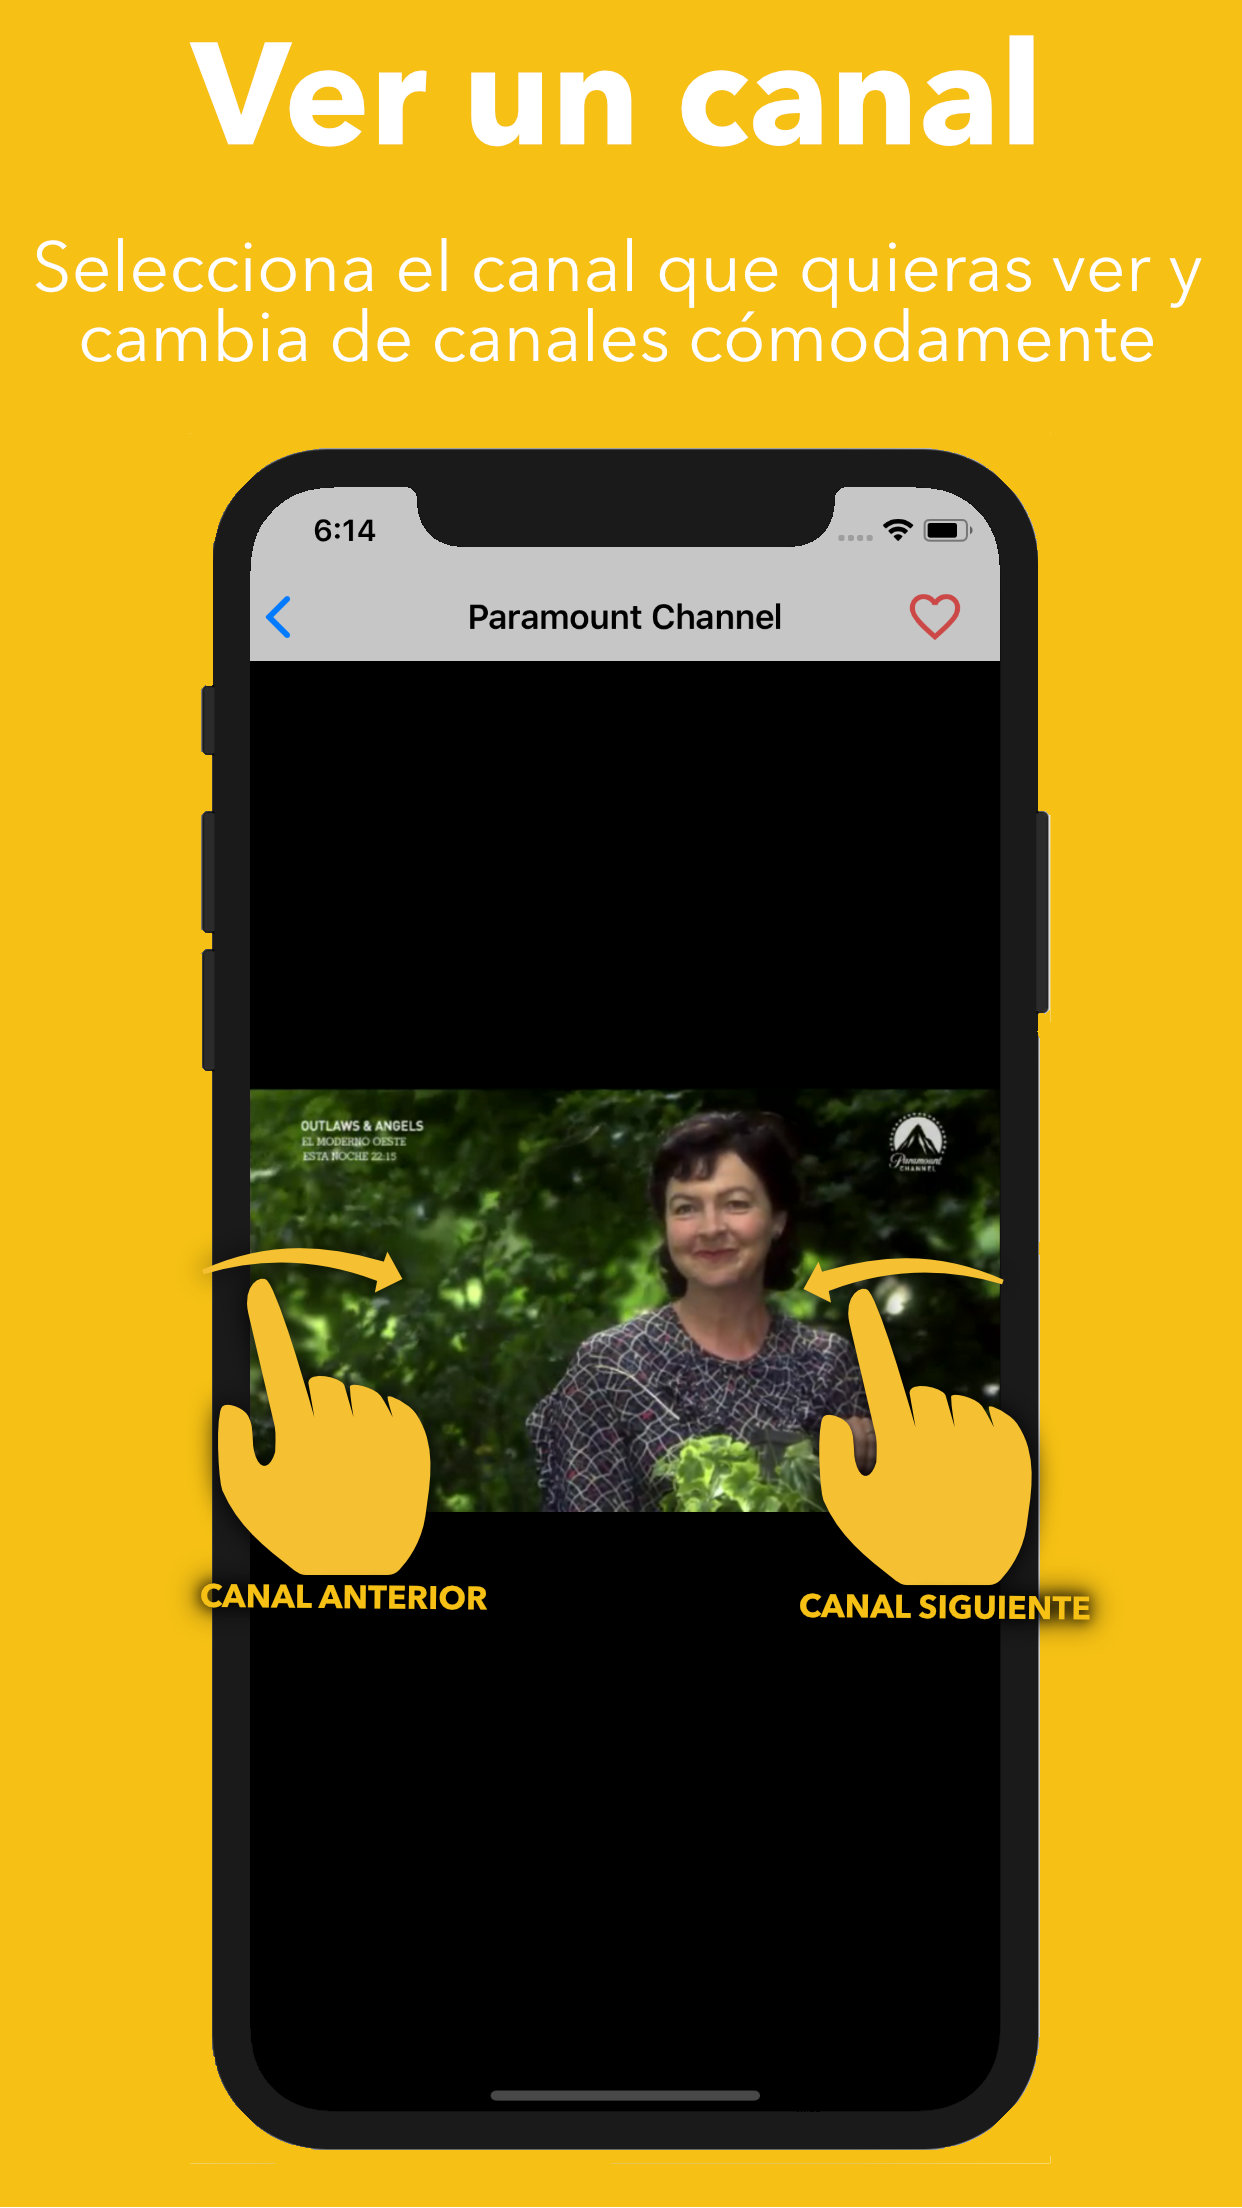 Ver un canal
Selecciona el canal que quieras ver y
cambia de canales cómodamente
6:14
Paramount Channel
OUTLAWS & ANGELS
EL MODERNO OESTE
ESTA NOCHE 22:15
Paramount
CHANNEL
CANAL ANTERIOR
CANAL SIGUIENTE